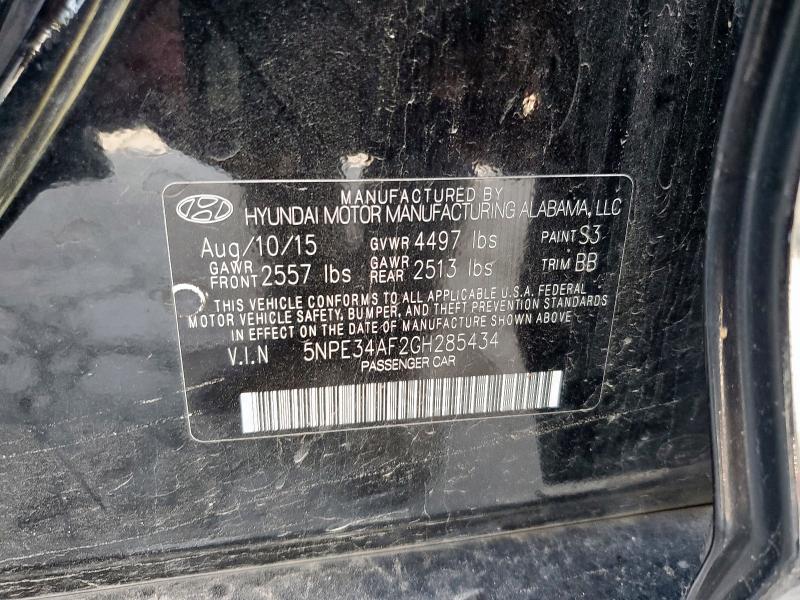 MANUFACTURED BY
HYUNDAI MOTOR MANUFACTURING ALABAMA, LLC
Aug/10/15 GVWR 4497 lbs PAINT S3
GAWR FRONT 2557 lbs GAWR REAR 2513 lbs TRIM BB
THIS VEHICLE CONFORMS TO ALL APPLICABLE U.S.A. FEDERAL
MOTOR VEHICLE SAFETY, BUMPER, AND THEFT PREVENTION STANDARDS
IN EFFECT ON THE DATE OF MANUFACTURE SHOWN ABOVE
V.I.N 5NPE34AF2GH285434
PASSENGER CAR